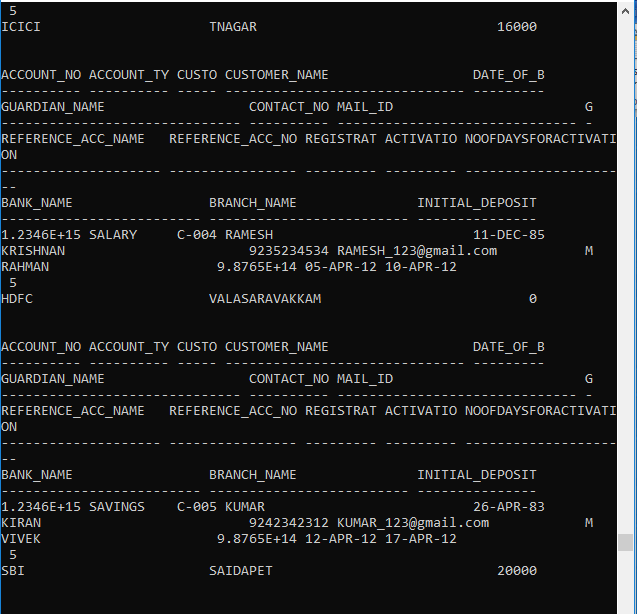 5
ICICI TNAGAR 16000
ACCOUNT_NO ACCOUNT_TY CUSTO CUSTOMER_NAME DATE_OF_B
---------- ---------- ----- ------------------------------ ---------
GUARDIAN_NAME CONTACT_NO MAIL_ID G
------------------------------ ---------- ------------------------------ -
REFERENCE_ACC_NAME REFERENCE_ACC_NO REGISTRAT ACTIVATIO NOOFDAYSFORACTIVATI
ON
-------------------- ---------------- --------- --------- -------------------
--
BANK_NAME BRANCH_NAME INITIAL_DEPOSIT
------------------------- ------------------------- ---------------
1.2346E+15 SALARY C-004 RAMESH 11-DEC-85
KRISHNAN 9235234534 RAMESH_123@gmail.com M
RAHMAN 9.8765E+14 05-APR-12 10-APR-12
5
HDFC VALASARAVAKKAM 0
ACCOUNT_NO ACCOUNT_TY CUSTO CUSTOMER_NAME DATE_OF_B
---------- ---------- ----- ------------------------------ ---------
GUARDIAN_NAME CONTACT_NO MAIL_ID G
------------------------------ ---------- ------------------------------ -
REFERENCE_ACC_NAME REFERENCE_ACC_NO REGISTRAT ACTIVATIO NOOFDAYSFORACTIVATI
ON
-------------------- ---------------- --------- --------- -------------------
--
BANK_NAME BRANCH_NAME INITIAL_DEPOSIT
------------------------- ------------------------- ---------------
1.2346E+15 SAVINGS C-005 KUMAR 26-APR-83
KIRAN 9242342312 KUMAR_123@gmail.com M
VIVEK 9.8765E+14 12-APR-12 17-APR-12
5
SBI SAIDAPET 20000